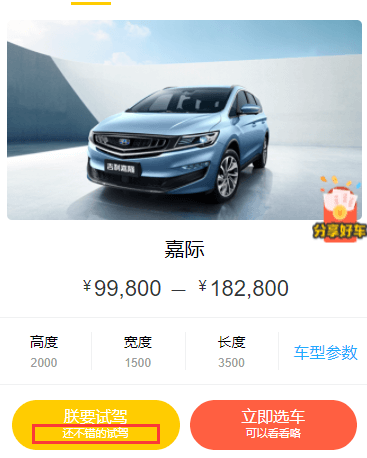 吉利嘉际
分享好车
嘉际
¥99,800 — ¥182,800
高度 宽度 长度 车型参数
2000 1500 3500
朕要试驾 立即选车
还不错的试驾 可以看看咯